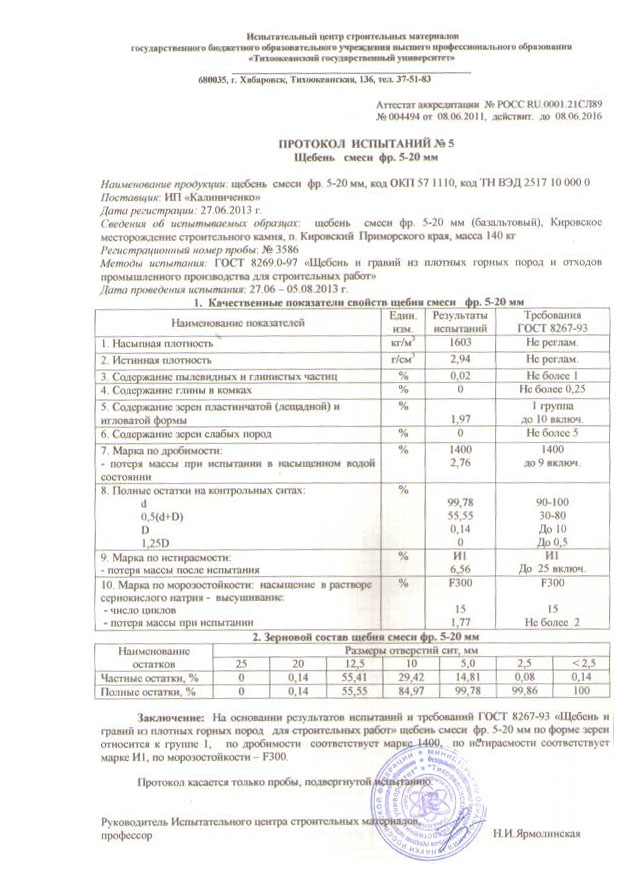 Испытательный центр строительных материалов
государственного бюджетного образовательного учреждения высшего профессионального образования
«Тихоокеанский государственный университет»
680035, г. Хабаровск, Тихоокеанская, 136, тел. 37-51-83
Аттестат аккредитации № РОСС RU.0001.21СЛ89
№ 004494 от 08.06.2011, действит. до 08.06.2016
ПРОТОКОЛ ИСПЫТАНИЙ № 5
Щебень смеси фр. 5-20 мм
Наименование продукции: щебень смеси фр. 5-20 мм, код ОКП 57 1110, код ТН ВЭД 2517 10 000 0
Поставщик: ИП «Калиниченко»
Дата регистрации: 27.06.2013 г.
Сведения об испытываемых образцах: щебень смеси фр. 5-20 мм (базальтовый), Кировское
месторождение строительного камня, п. Кировский Приморского края, масса 140 кг
Регистрационный номер пробы: № 3586
Методы испытания: ГОСТ 8269.0-97 «Щебень и гравий из плотных горных пород и отходов
промышленного производства для строительных работ»
Дата проведения испытания: 27.06 – 05.08.2013 г.
1. Качественные показатели свойств щебня смеси фр. 5-20 мм
Наименование показателей Един. изм. Результаты испытаний Требования ГОСТ 8267-93
1. Насыпная плотность кг/м³ 1603 Не реглам.
2. Истинная плотность г/см³ 2,94 Не реглам.
3. Содержание пылевидных и глинистых частиц % 0,02 Не более 1
4. Содержание глины в комках % 0 Не более 0,25
5. Содержание зерен пластинчатой (лещадной) и % 1 группа
игловатой формы 1,97 до 10 включ.
6. Содержание зерен слабых пород % 0 Не более 5
7. Марка по дробимости: % 1400 1400
- потеря массы при испытании в насыщенном водой 2,76 до 9 включ.
состоянии
8. Полные остатки на контрольных ситах: %
d 99,78 90-100
0,5(d+D) 55,55 30-80
D 0,14 До 10
1,25D 0 До 0,5
9. Марка по истираемости: % И1 И1
- потеря массы после испытания 6,56 До 25 включ.
10. Марка по морозостойкости: насыщение в растворе % F300 F300
сернокислого натрия - высушивание:
- число циклов 15 15
- потеря массы при испытании 1,77 Не более 2
2. Зерновой состав щебня смеси фр. 5-20 мм
Наименование остатков Размеры отверстий сит, мм
25 20 12,5 10 5,0 2,5 < 2,5
Частные остатки, % 0 0,14 55,41 29,42 14,81 0,08 0,14
Полные остатки, % 0 0,14 55,55 84,97 99,78 99,86 100
Заключение: На основании результатов испытаний и требований ГОСТ 8267-93 «Щебень и
гравий из плотных горных пород для строительных работ» щебень смеси фр. 5-20 мм по форме зерен
относится к группе 1, по дробимости соответствует марке 1400, по истираемости соответствует
марке И1, по морозостойкости – F300.
Протокол касается только пробы, подвергнутой испытанию.
Руководитель Испытательного центра строительных материалов,
профессор Н.И.Ярмолинская